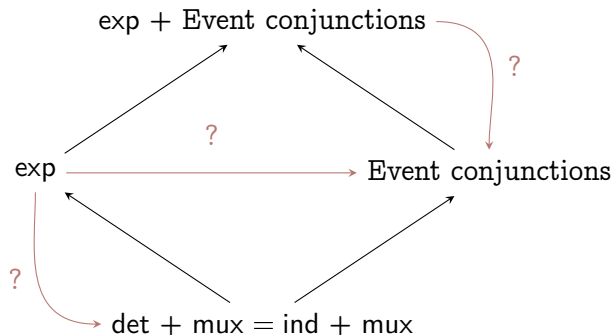 exp + Event conjunctions
?
?
exp
Event conjunctions
?
det + mux = ind + mux